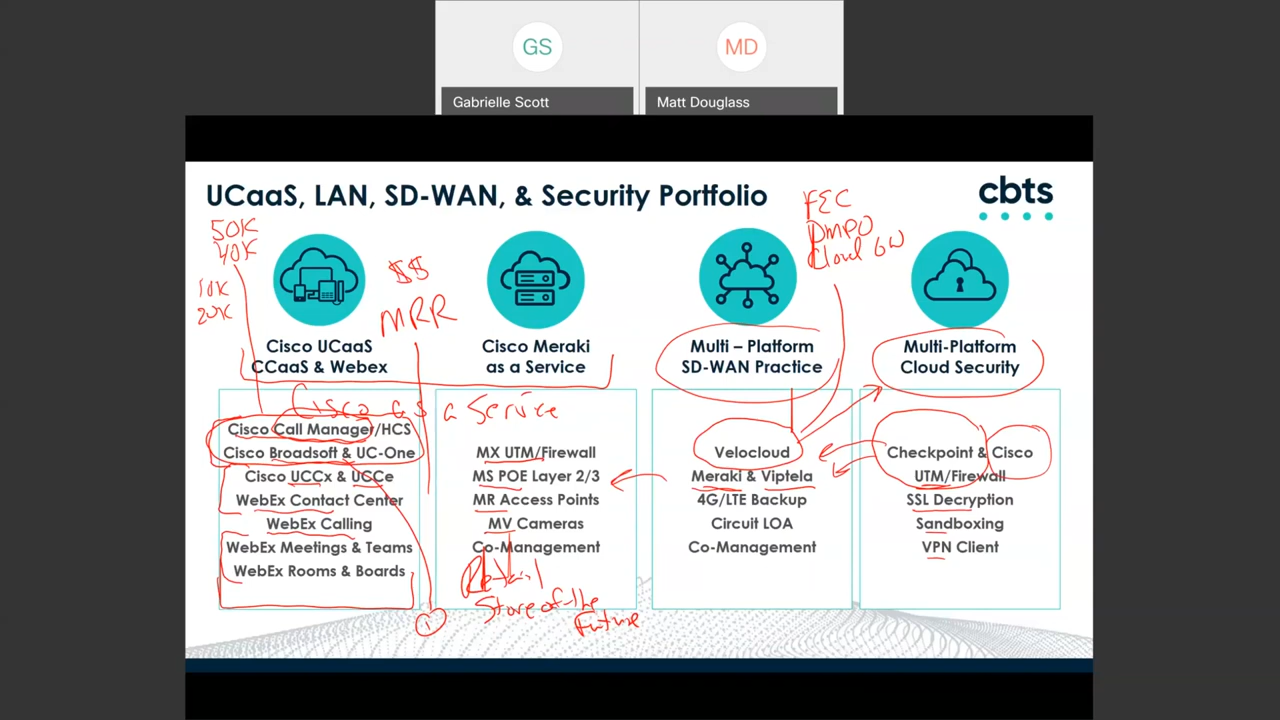 GS
MD
Gabrielle Scott
Matt Douglass
UCaaS, LAN, SD-WAN, & Security Portfolio
cbts
FEC
DMPO
Cloud GW
50K
40K
10K
20K
$$
MRR
Cisco UCaaS
CCaaS & Webex
Cisco Meraki
as a Service
Multi – Platform
SD-WAN Practice
Multi-Platform
Cloud Security
Cisco as a Service
Cisco Call Manager/HCS
Cisco Broadsoft & UC-One
Cisco UCCx & UCCe
WebEx Contact Center
WebEx Calling
WebEx Meetings & Teams
WebEx Rooms & Boards
MX UTM/Firewall
MS POE Layer 2/3
MR Access Points
MV Cameras
Co-Management
Retail
Store of the
Future
1
Velocloud
Meraki & Viptela
4G/LTE Backup
Circuit LOA
Co-Management
Checkpoint & Cisco
UTM/Firewall
SSL Decryption
Sandboxing
VPN Client